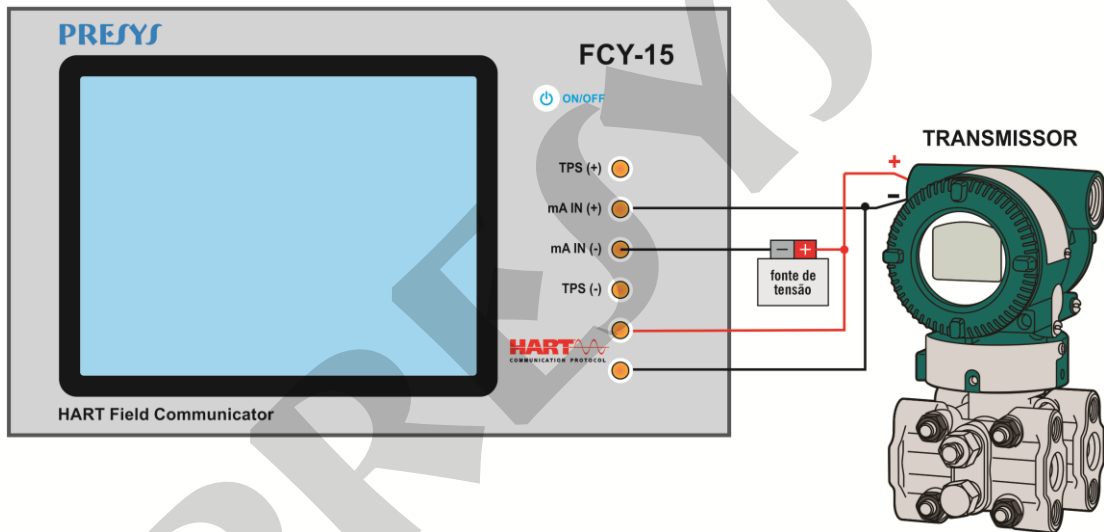 PRESYS
FCY-15
ON/OFF
TPS (+)
mA IN (+)
mA IN (-)
TPS (-)
HART
COMMUNICATION PROTOCOL
HART Field Communicator
TRANSMISSOR
+
-
- +
fonte de
tensão
PRESYS